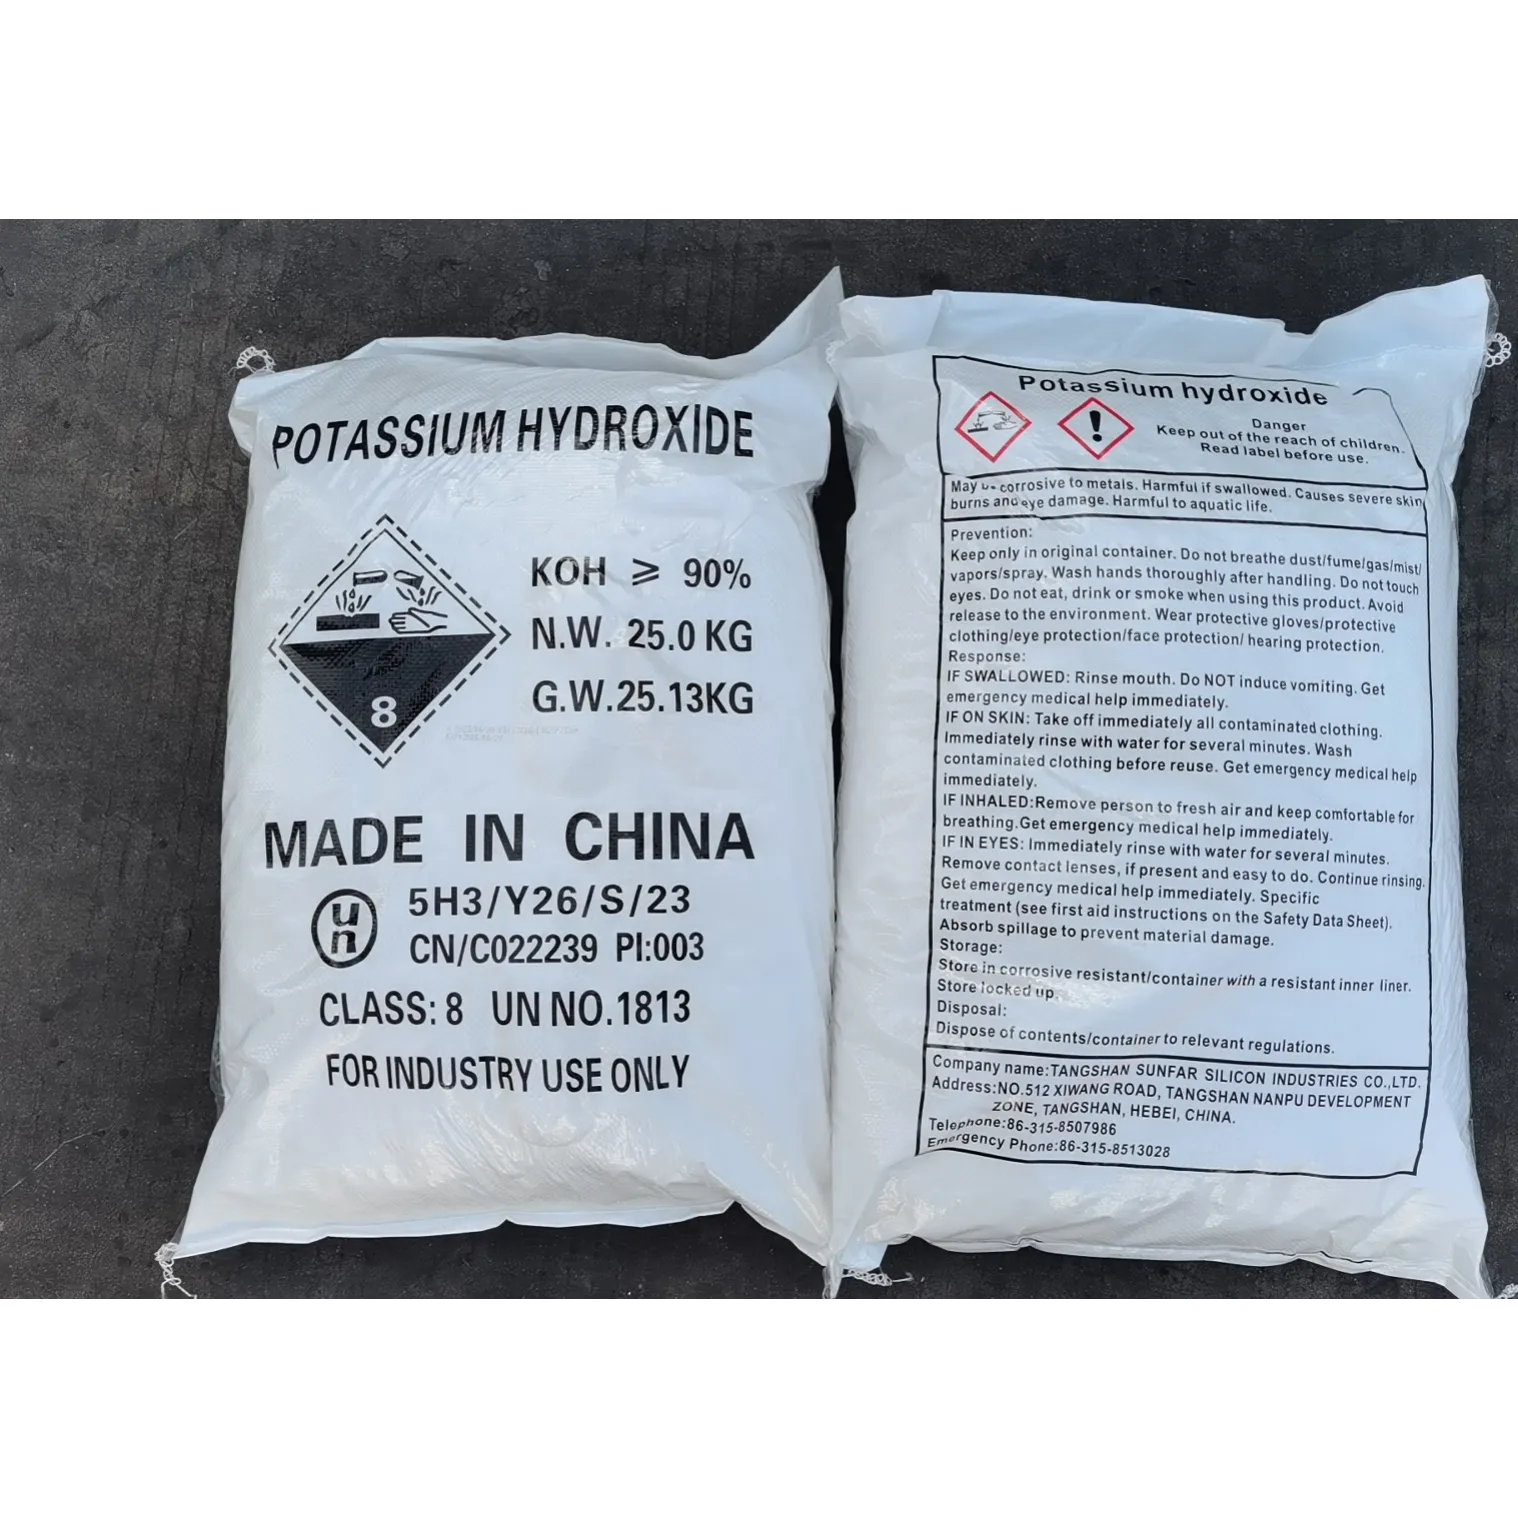 POTASSIUM HYDROXIDE
KOH ⩾ 90%
N.W. 25.0 KG
G.W.25.13KG
8
MADE IN CHINA
un
5H3/Y26/S/23
CN/C022239 PI:003
CLASS: 8 UN NO.1813
FOR INDUSTRY USE ONLY
Potassium hydroxide
Danger
Keep out of the reach of children.
Read label before use.
May be corrosive to metals. Harmful if swallowed. Causes severe skin
burns and eye damage. Harmful to aquatic life.
Prevention:
Keep only in original container. Do not breathe dust/fume/gas/mist/
vapors/spray. Wash hands thoroughly after handling. Do not touch
eyes. Do not eat, drink or smoke when using this product. Avoid
release to the environment. Wear protective gloves/protective
clothing/eye protection/face protection/ hearing protection.
Response:
IF SWALLOWED: Rinse mouth. Do NOT induce vomiting. Get
emergency medical help immediately.
IF ON SKIN: Take off immediately all contaminated clothing.
Immediately rinse with water for several minutes. Wash
contaminated clothing before reuse. Get emergency medical help
immediately.
IF INHALED:Remove person to fresh air and keep comfortable for
breathing.Get emergency medical help immediately.
IF IN EYES: Immediately rinse with water for several minutes.
Remove contact lenses, if present and easy to do. Continue rinsing.
Get emergency medical help immediately. Specific
treatment (see first aid instructions on the Safety Data Sheet).
Absorb spillage to prevent material damage.
Storage:
Store in corrosive resistant/container with a resistant inner liner.
Store locked up.
Disposal:
Dispose of contents/container to relevant regulations.
Company name:TANGSHAN SUNFAR SILICON INDUSTRIES CO.,LTD.
Address:NO.512 XIWANG ROAD, TANGSHAN NANPU DEVELOPMENT
ZONE, TANGSHAN, HEBEI, CHINA.
Telephone:86-315-8507986
Emergency Phone:86-315-8513028